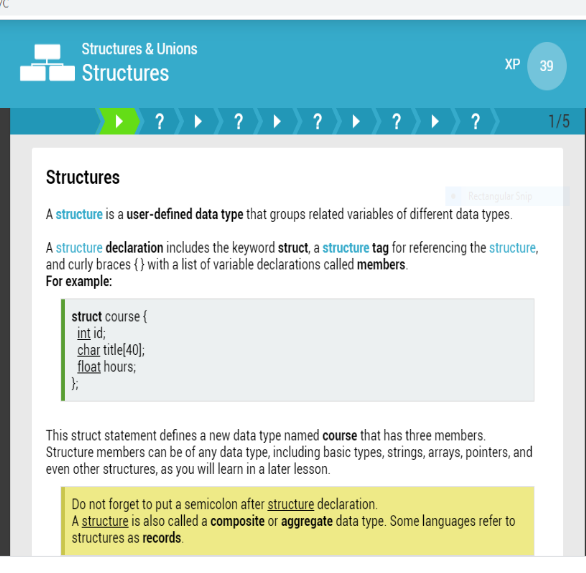 Structures & Unions
Structures
XP 39
? ? ? ? ? 1/5
Structures
Rectangular Snip
A structure is a user-defined data type that groups related variables of different data types.
A structure declaration includes the keyword struct, a structure tag for referencing the structure,
and curly braces { } with a list of variable declarations called members.
For example:
struct course {
int id;
char title[40];
float hours;
};
This struct statement defines a new data type named course that has three members.
Structure members can be of any data type, including basic types, strings, arrays, pointers, and
even other structures, as you will learn in a later lesson.
Do not forget to put a semicolon after structure declaration.
A structure is also called a composite or aggregate data type. Some languages refer to
structures as records.